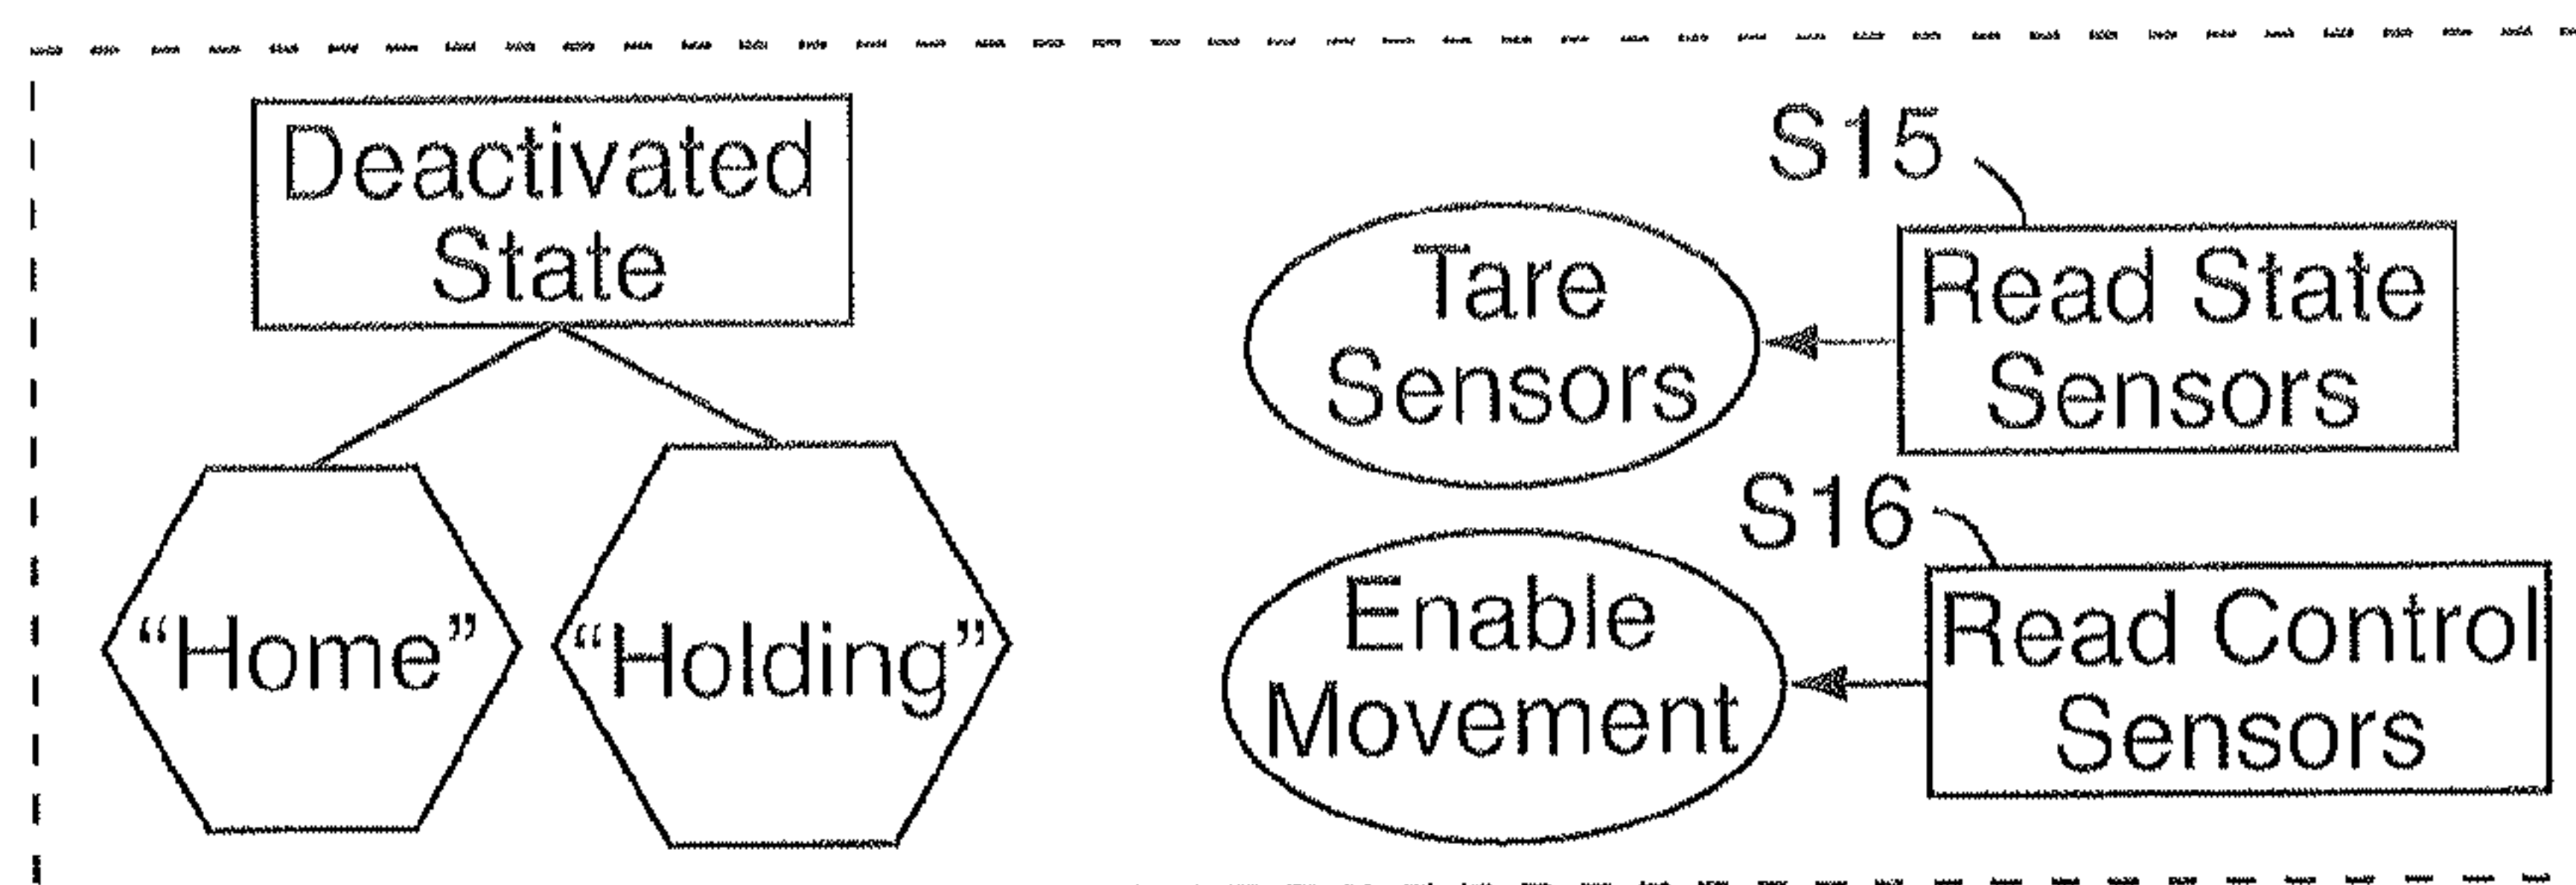 Deactivated
State
"Home"
"Holding"
S15
Tare
Sensors
Read State
Sensors
S16
Enable
Movement
Read Control
Sensors